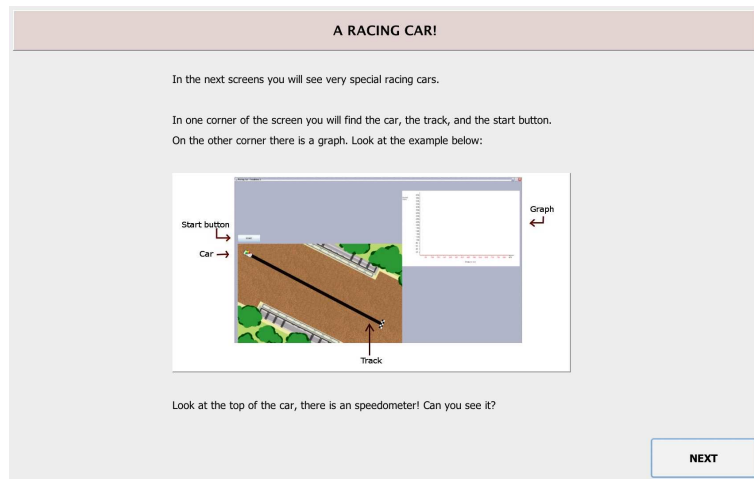 A RACING CAR!
In the next screens you will see very special racing cars.
In one corner of the screen you will find the car, the track, and the start button.
On the other corner there is a graph. Look at the example below:
Start button
Car
Graph
Track
Look at the top of the car, there is an speedometer! Can you see it?
NEXT